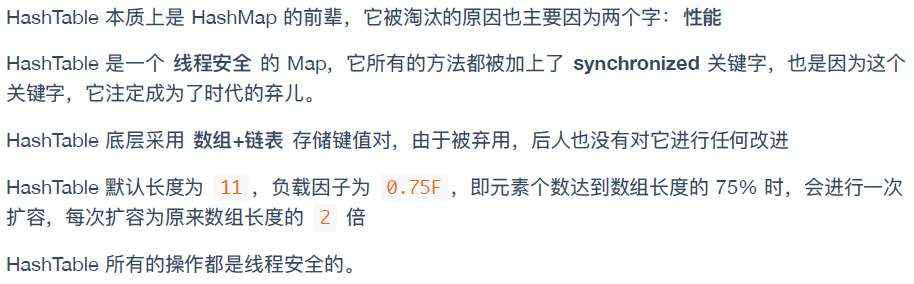 HashTable 本质上是 HashMap 的前辈，它被淘汰的原因也主要因为两个字：性能
HashTable 是一个 线程安全 的 Map，它所有的方法都被加上了 synchronized 关键字，也是因为这个
关键字，它注定成为了时代的弃儿。
HashTable 底层采用 数组+链表 存储键值对，由于被弃用，后人也没有对它进行任何改进
HashTable 默认长度为 11 ，负载因子为 0.75F ，即元素个数达到数组长度的 75% 时，会进行一次
扩容，每次扩容为原来数组长度的 2 倍
HashTable 所有的操作都是线程安全的。